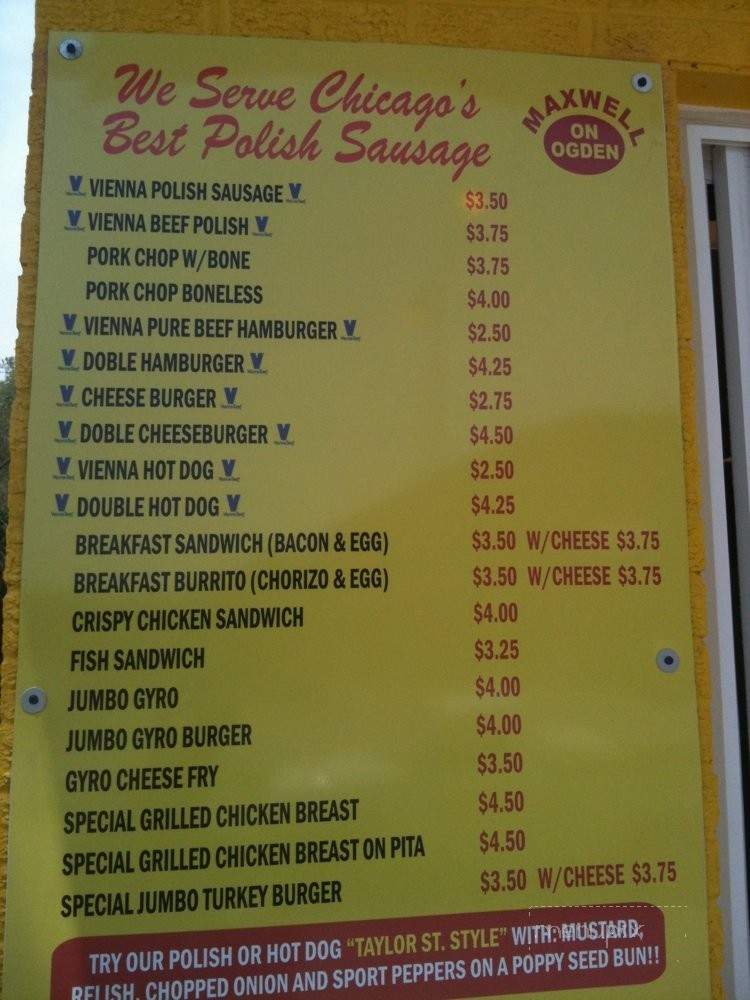 We Serve Chicago's
Best Polish Sausage
MAXWELL
ON
OGDEN
V VIENNA POLISH SAUSAGE V $3.50
V VIENNA BEEF POLISH V $3.75
PORK CHOP W/BONE $3.75
PORK CHOP BONELESS $4.00
V VIENNA PURE BEEF HAMBURGER V $2.50
V DOBLE HAMBURGER V $4.25
V CHEESE BURGER V $2.75
V DOBLE CHEESEBURGER V $4.50
V VIENNA HOT DOG V $2.50
V DOUBLE HOT DOG V $4.25
BREAKFAST SANDWICH (BACON & EGG) $3.50 W/CHEESE $3.75
BREAKFAST BURRITO (CHORIZO & EGG) $3.50 W/CHEESE $3.75
CRISPY CHICKEN SANDWICH $4.00
FISH SANDWICH $3.25
JUMBO GYRO $4.00
JUMBO GYRO BURGER $4.00
GYRO CHEESE FRY $3.50
SPECIAL GRILLED CHICKEN BREAST $4.50
SPECIAL GRILLED CHICKEN BREAST ON PITA $4.50
SPECIAL JUMBO TURKEY BURGER $3.50 W/CHEESE $3.75
TRY OUR POLISH OR HOT DOG "TAYLOR ST. STYLE" WITH: MUSTARD,
RELISH, CHOPPED ONION AND SPORT PEPPERS ON A POPPY SEED BUN!!